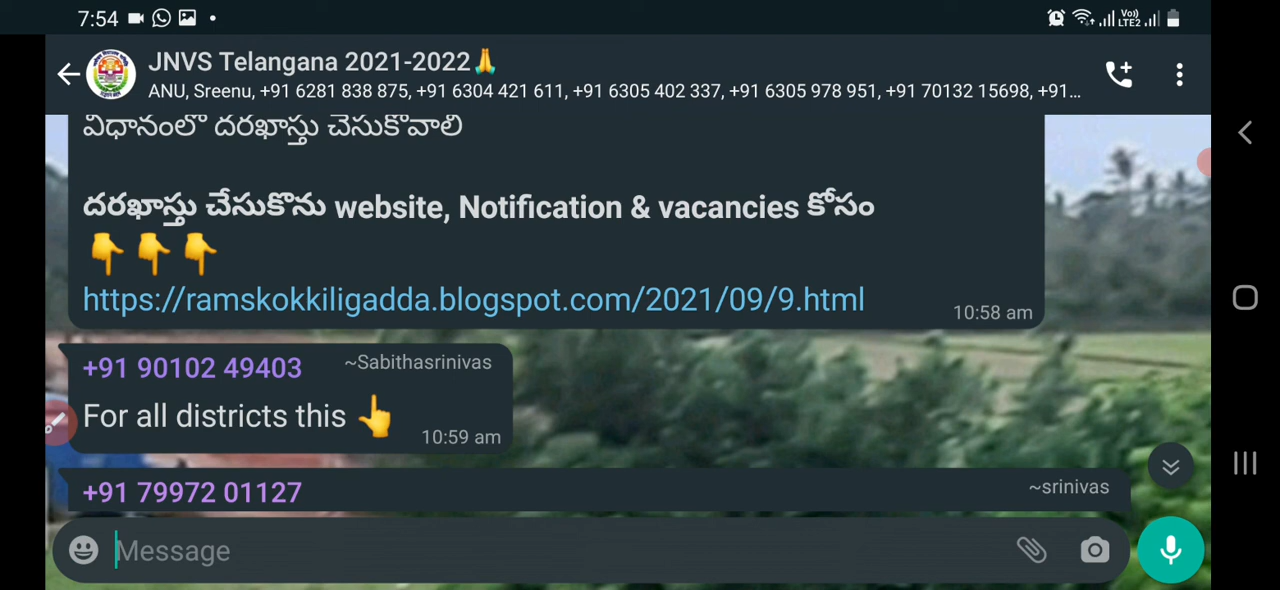 7:54
Vo) LTE2
JNVS Telangana 2021-2022🙏
ANU, Sreenu, +91 6281 838 875, +91 6304 421 611, +91 6305 402 337, +91 6305 978 951, +91 70132 15698, +91...
విధానంలో దరఖాస్తు చేసుకోవాలి
దరఖాస్తు చేసుకొను website, Notification & vacancies కోసం
👇👇👇
https://ramskokkiligadda.blogspot.com/2021/09/9.html
10:58 am
+91 90102 49403 ~Sabithasrinivas
For all districts this 👆
10:59 am
+91 79972 01127 ~srinivas
Message